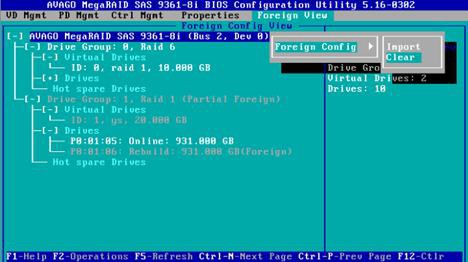 AVAGO MegaRAID SAS 9361-8i BIOS Configuration Utility 5.16-0302
VD Mgmt PD Mgmt Ctrl Mgmt Properties Foreign View
Foreign Config View
[-] AVAGO MegaRAID SAS 9361-8i (Bus 2, Dev 0)
[-] Drive Group: 0, Raid 6
[-] Virtual Drives
ID: 0, raid 1, 10.000 GB
[+] Drives
Hot spare Drives
[-] Drive Group: 1, Raid 1 (Partial Foreign)
[-] Virtual Drives
ID: 1, ys, 20.000 GB
[-] Drives
P0:01:05: Online: 931.000 GB
P0:01:06: Rebuild: 931.000 GB(Foreign)
Hot spare Drives
Foreign Config
Import
Clear
Drive Gro
Virtual Drives: 2
Drives: 10
F1-Help F2-Operations F5-Refresh Ctrl-N-Next Page Ctrl-P-Prev Page F12-Ctlr